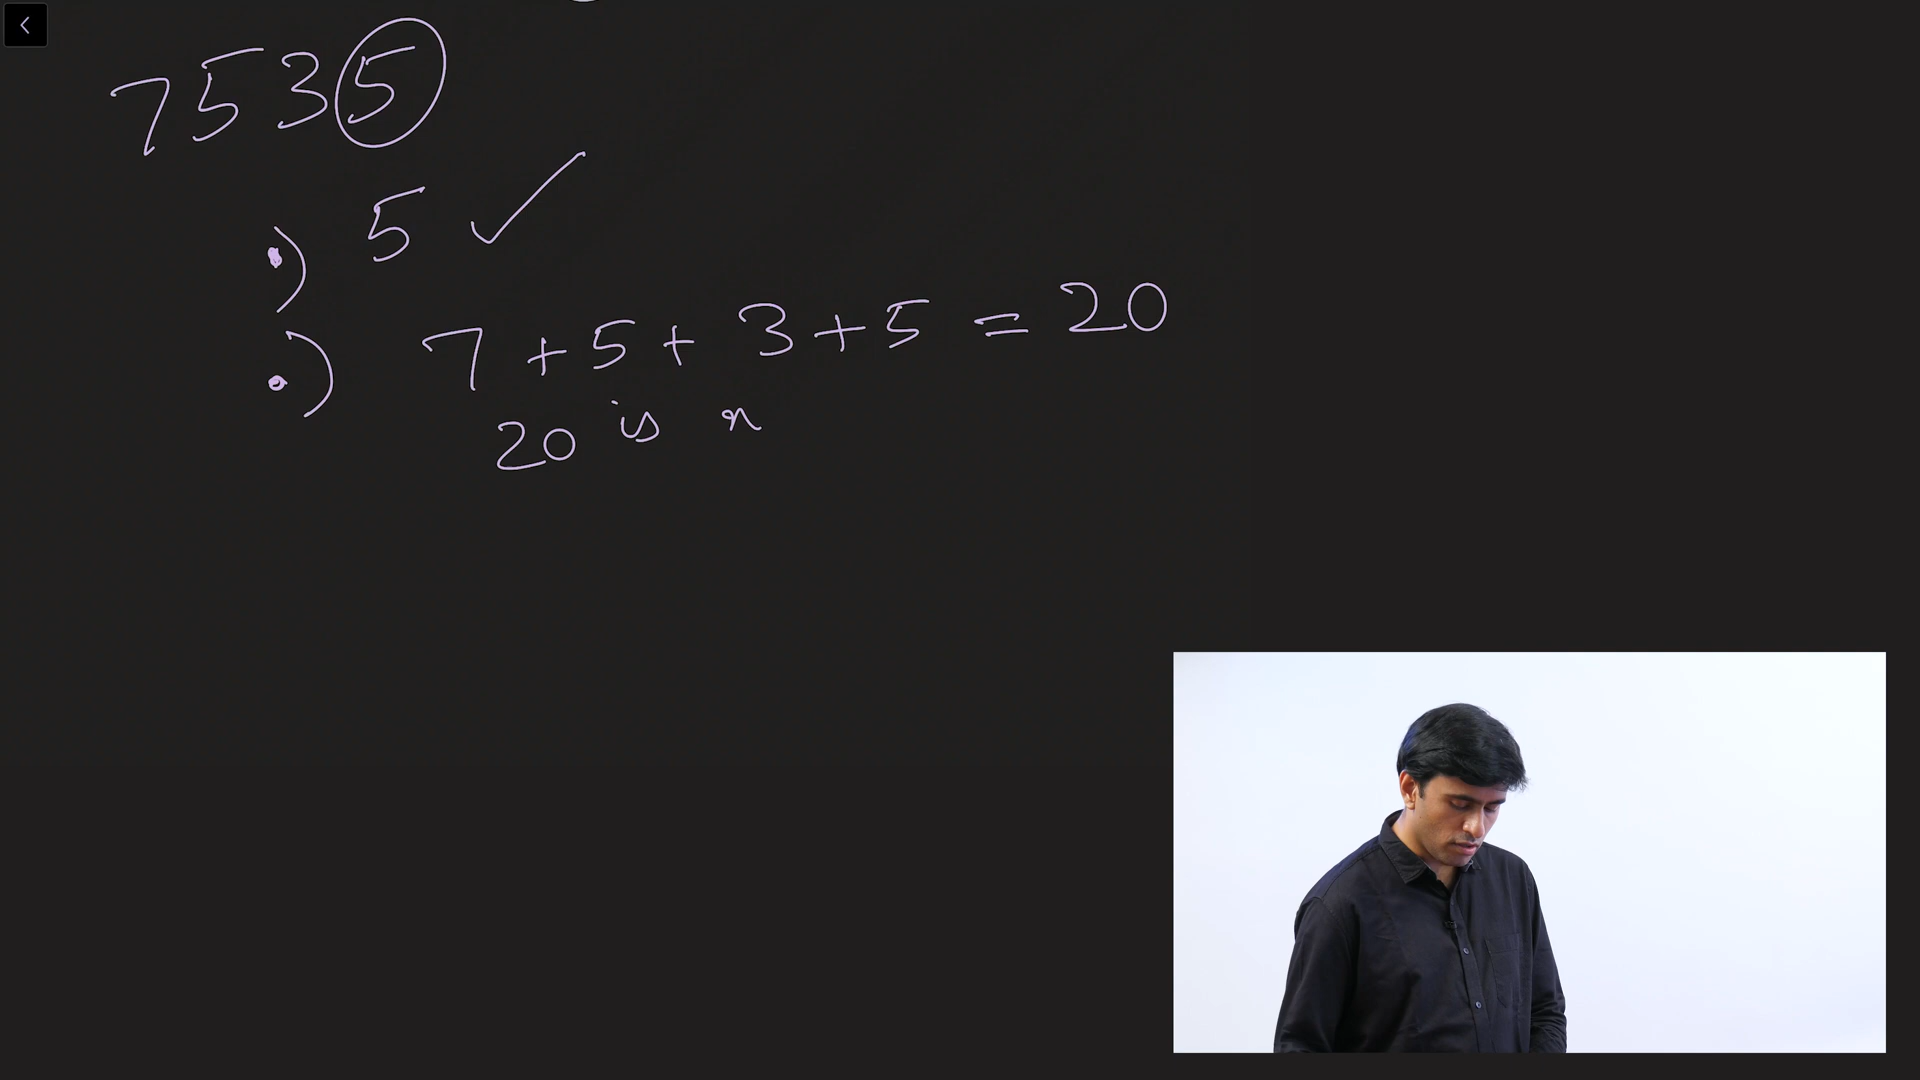 7535
•) 5 ✓
•) 7 + 5 + 3 + 5 = 20
20 is n